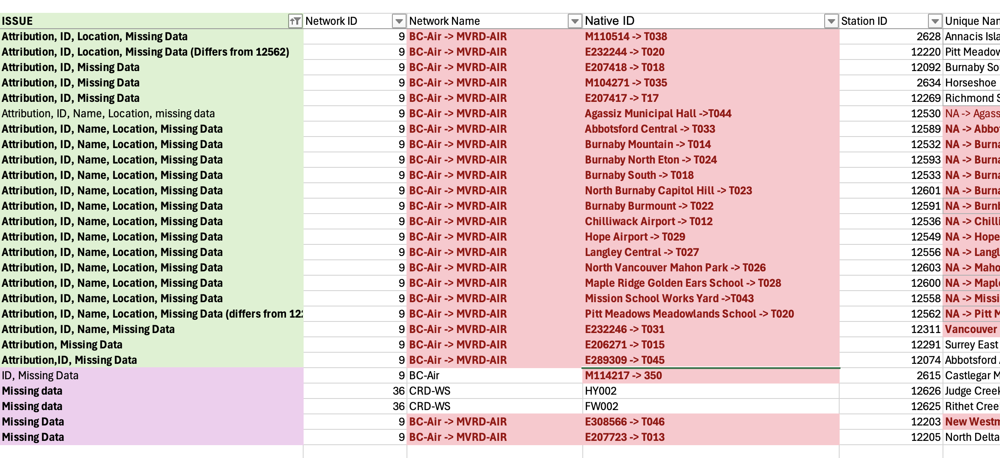 ISSUE Network ID Network Name Native ID Station ID Unique Nan
Attribution, ID, Location, Missing Data 9 BC-Air -> MVRD-AIR M110514 -> T038 2628 Annacis Isla
Attribution, ID, Location, Missing Data (Differs from 12562) 9 BC-Air -> MVRD-AIR E232244 -> T020 12220 Pitt Meadow
Attribution, ID, Missing Data 9 BC-Air -> MVRD-AIR E207418 -> T018 12092 Burnaby Sou
Attribution, ID, Missing Data 9 BC-Air -> MVRD-AIR M104271 -> T035 2634 Horseshoe
Attribution, ID, Missing Data 9 BC-Air -> MVRD-AIR E207417 -> T17 12269 Richmond S
Attribution, ID, Name, Location, missing data 9 BC-Air -> MVRD-AIR Agassiz Municipal Hall ->T044 12530 NA -> Agass
Attribution, ID, Name, Location, Missing Data 9 BC-Air -> MVRD-AIR Abbotsford Central -> T033 12589 NA -> Abbot
Attribution, ID, Name, Location, Missing Data 9 BC-Air -> MVRD-AIR Burnaby Mountain -> T014 12532 NA -> Burna
Attribution, ID, Name, Location, Missing Data 9 BC-Air -> MVRD-AIR Burnaby North Eton -> T024 12593 NA -> Burna
Attribution, ID, Name, Location, Missing Data 9 BC-Air -> MVRD-AIR Burnaby South -> T018 12533 NA -> Burna
Attribution, ID, Name, Location, Missing Data 9 BC-Air -> MVRD-AIR North Burnaby Capitol Hill -> T023 12601 NA -> Burna
Attribution, ID, Name, Location, Missing Data 9 BC-Air -> MVRD-AIR Burnaby Burmount -> T022 12591 NA -> Burnb
Attribution, ID, Name, Location, Missing Data 9 BC-Air -> MVRD-AIR Chilliwack Airport -> T012 12536 NA -> Chilli
Attribution, ID, Name, Location, Missing Data 9 BC-Air -> MVRD-AIR Hope Airport -> T029 12549 NA -> Hope
Attribution, ID, Name, Location, Missing Data 9 BC-Air -> MVRD-AIR Langley Central -> T027 12556 NA -> Langl
Attribution, ID, Name, Location, Missing Data 9 BC-Air -> MVRD-AIR North Vancouver Mahon Park -> T026 12603 NA -> Maho
Attribution, ID, Name, Location, Missing Data 9 BC-Air -> MVRD-AIR Maple Ridge Golden Ears School -> T028 12600 NA -> Maple
Attribution, ID, Name, Location, Missing Data 9 BC-Air -> MVRD-AIR Mission School Works Yard ->T043 12558 NA -> Missi
Attribution, ID, Name, Location, Missing Data (differs from 122 9 BC-Air -> MVRD-AIR Pitt Meadows Meadowlands School -> T020 12562 NA -> Pitt M
Attribution, ID, Name, Missing Data 9 BC-Air -> MVRD-AIR E232246 -> T031 12311 Vancouver
Attribution, Missing Data 9 BC-Air -> MVRD-AIR E206271 -> T015 12291 Surrey East
Attribution,ID, Missing Data 9 BC-Air -> MVRD-AIR E289309 -> T045 12074 Abbotsford
ID, Missing Data 9 BC-Air M114217 -> 350 2615 Castlegar M
Missing data 36 CRD-WS HY002 12626 Judge Creek
Missing data 36 CRD-WS FW002 12625 Rithet Cree
Missing Data 9 BC-Air -> MVRD-AIR E308566 -> T046 12203 New Westm
Missing Data 9 BC-Air -> MVRD-AIR E207723 -> T013 12205 North Delta